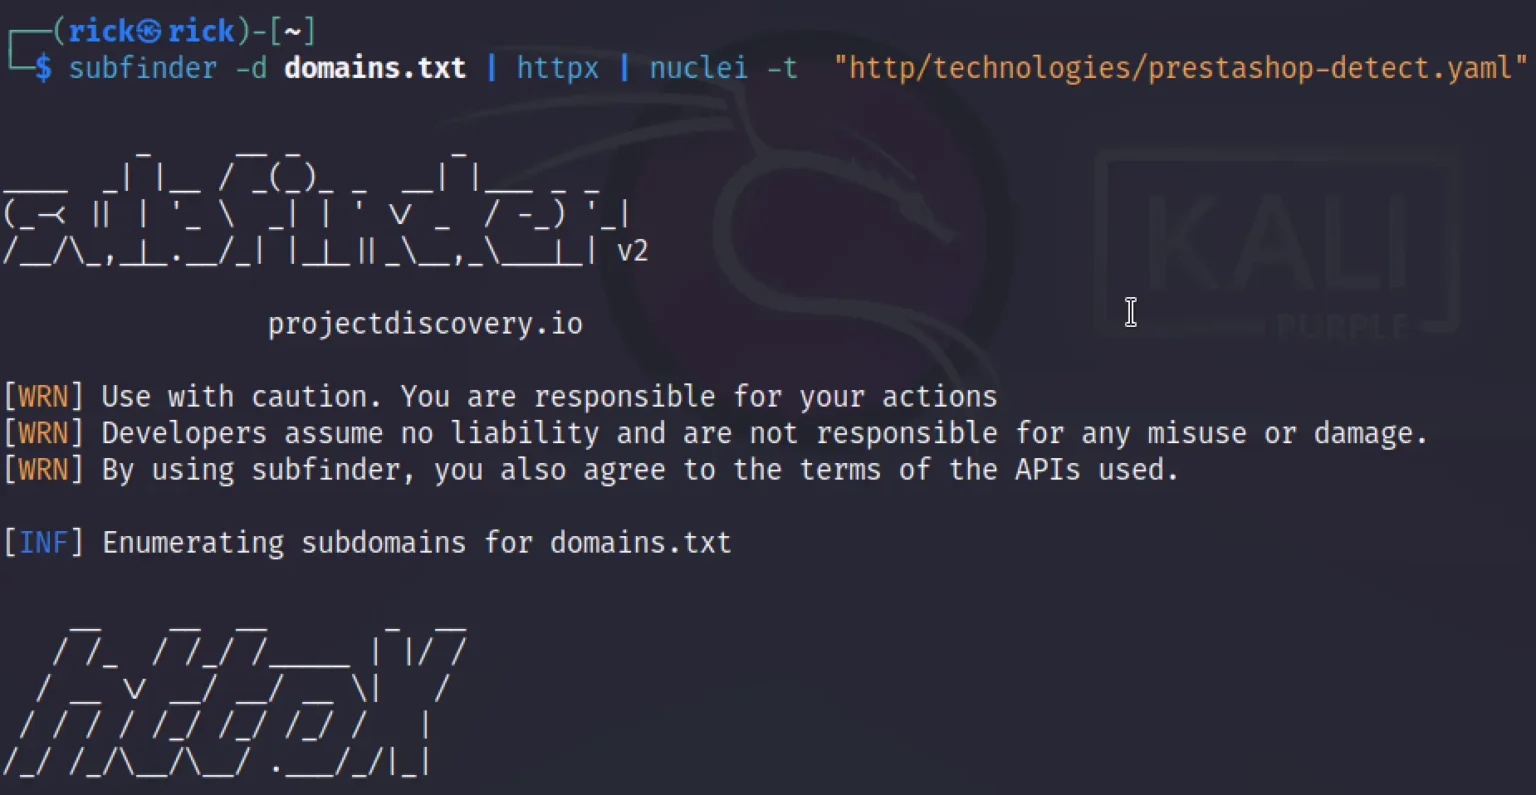 (rick㉿rick)-[~]
$ subfinder -d domains.txt | httpx | nuclei -t "http/technologies/prestashop-detect.yaml"
subfinder v2
projectdiscovery.io
KALI
PURPLE
[WRN] Use with caution. You are responsible for your actions
[WRN] Developers assume no liability and are not responsible for any misuse or damage.
[WRN] By using subfinder, you also agree to the terms of the APIs used.
[INF] Enumerating subdomains for domains.txt
httpx